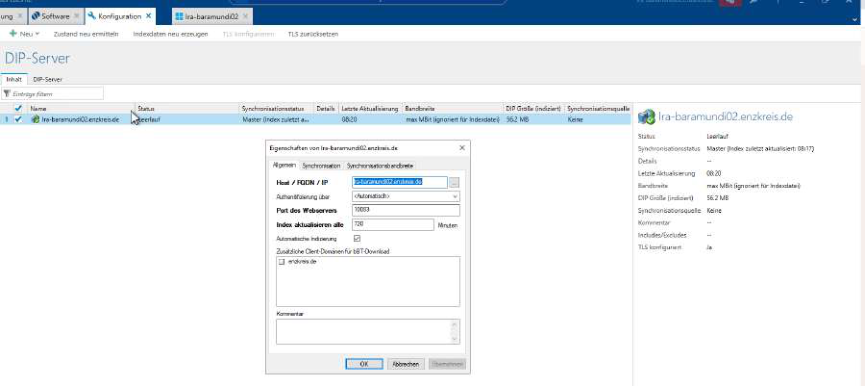 ung × Software × Konfiguration × lra-baramundi02 ×
Neu Zustand neu ermitteln Indexdaten neu erzeugen TLS konfigurieren TLS zurücksetzen
DIP-Server
Inhalt DIP-Server
Einträge filtern
Name Status Synchronisationsstatus Details Letzte Aktualisierung Bandbreite DIP Größe (indiziert) Synchronisationsquelle
1 lra-baramundi02.enzkreis.de Leerlauf Master (Index zuletzt a... 08:20 max MBit (ignoriert für Indexdatei) 56.2 MB Keine
Eigenschaften von lra-baramundi02.enzkreis.de ×
Allgemein Synchronisation Synchronisationsbandbreite
Host / FQDN / IP lra-baramundi02.enzkreis.de ...
Authentifizierung über <Automatisch>
Port des Webservers 10083
Index aktualisieren alle 720 Minuten
Automatische Indizierung
Zusätzliche Client-Domänen für bBT-Download
enzkreis.de
Kommentar
OK Abbrechen Übernehmen
lra-baramundi02.enzkreis.de
Status Leerlauf
Synchronisationsstatus Master (Index zuletzt aktualisiert: 08:17)
Details --
Letzte Aktualisierung 08:20
Bandbreite max MBit (ignoriert für Indexdatei)
DIP Größe (indiziert) 56.2 MB
Synchronisationsquelle Keine
Kommentar --
Includes/Excludes --
TLS konfiguriert Ja